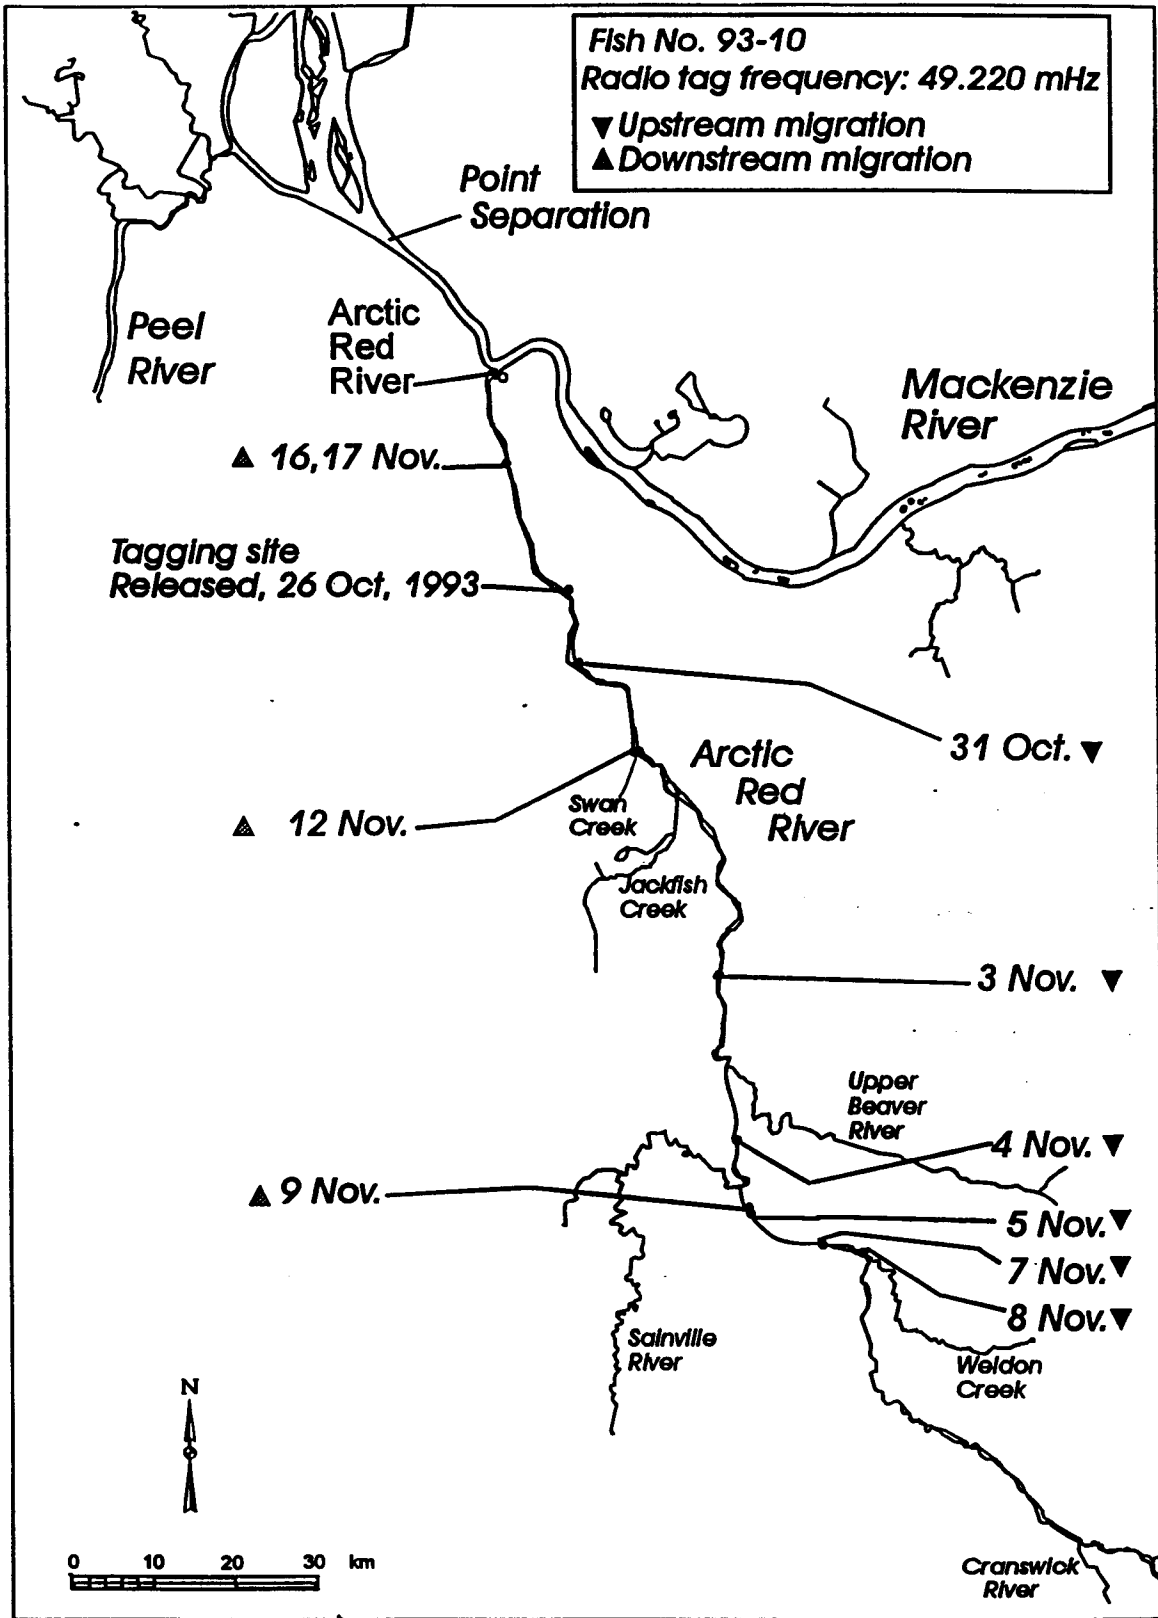 Fish No. 93-10
Radio tag frequency: 49.220 mHz
▼ Upstream migration
▲ Downstream migration
Point
Separation
Peel
River
Arctic
Red
River
Mackenzie
River
▲ 16,17 Nov.
Tagging site
Released, 26 Oct, 1993
31 Oct. ▼
Arctic
Red
River
▲ 12 Nov.
Swan
Creek
Jackfish
Creek
3 Nov. ▼
Upper
Beaver
River
4 Nov. ▼
▲ 9 Nov.
5 Nov. ▼
7 Nov. ▼
8 Nov. ▼
Sainville
River
Weldon
Creek
N
0 10 20 30 km
Cranswick
River